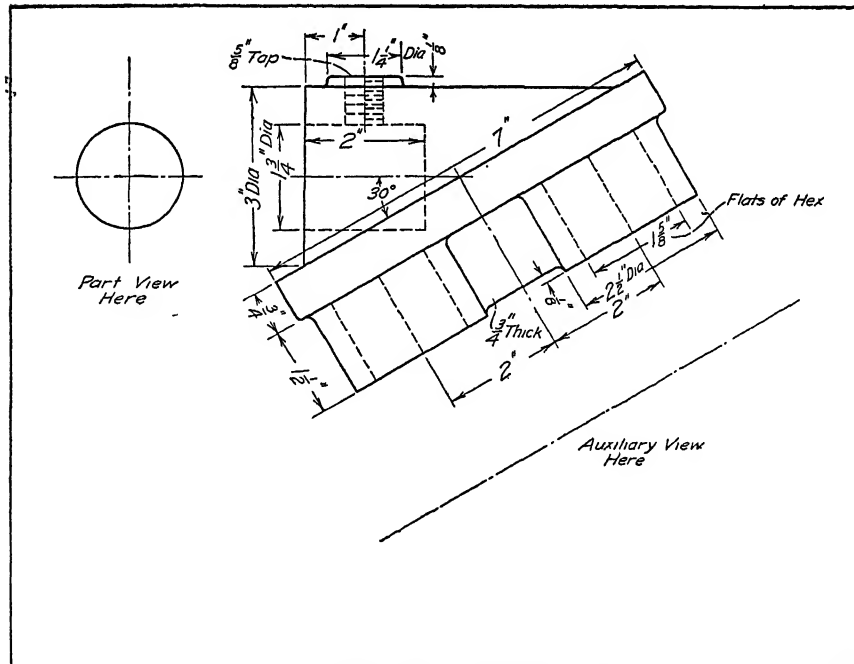 1"
5/8" Tap
1 1/4" Dia
1/8"
3" Dia
1 3/4" Dia
2"
7"
30°
Flats of Hex
1 5/8"
2 1/2" Dia
2"
1/8"
1 3/4" Thick
2"
3/4"
1 1/2"
Part View
Here
Auxiliary View
Here